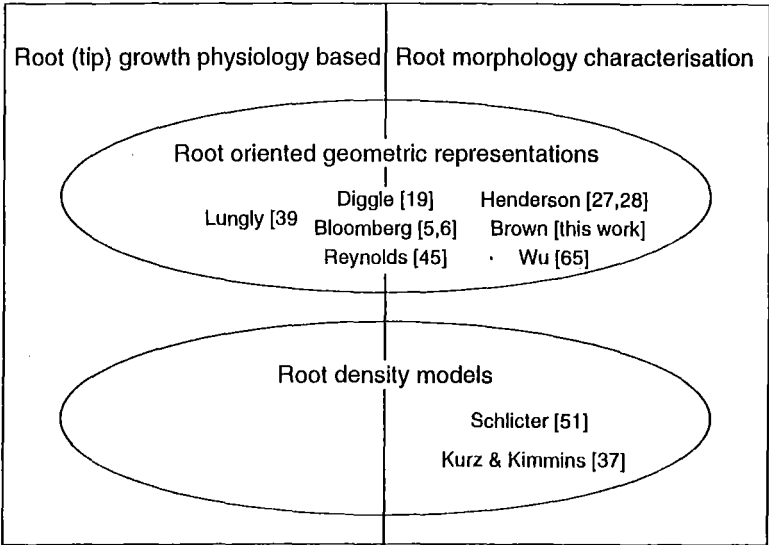 Root (tip) growth physiology based
Root morphology characterisation
Root oriented geometric representations
Lungly [39
Diggle [19]
Bloomberg [5,6]
Reynolds [45]
Henderson [27,28]
Brown [this work]
Wu [65]
Root density models
Schlicter [51]
Kurz & Kimmins [37]